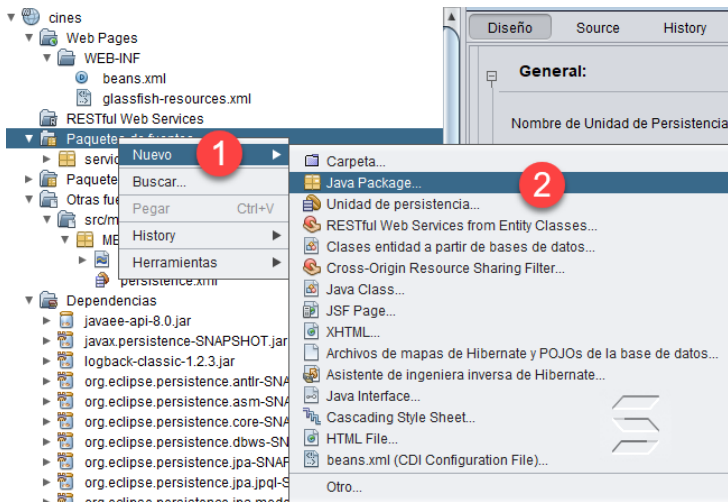 cines
Web Pages
WEB-INF
beans.xml
glassfish-resources.xml
RESTful Web Services
Paquetes de fuentes
servic
Paquete
Otras fue
src/m
ME
persistence.xml
Dependencias
javaee-api-8.0.jar
javax.persistence-SNAPSHOT.jar
logback-classic-1.2.3.jar
org.eclipse.persistence.antlr-SNA
org.eclipse.persistence.asm-SNA
org.eclipse.persistence.core-SNA
org.eclipse.persistence.dbws-SN
org.eclipse.persistence.jpa-SNAF
org.eclipse.persistence.jpa.jpql-S
Nuevo
1
Buscar...
Pegar Ctrl+V
History
Herramientas
Diseño Source History
General:
Nombre de Unidad de Persistencia
Carpeta...
Java Package...
2
Unidad de persistencia...
RESTful Web Services from Entity Classes...
Clases entidad a partir de bases de datos...
Cross-Origin Resource Sharing Filter...
Java Class...
JSF Page...
XHTML...
Archivos de mapas de Hibernate y POJOs de la base de datos...
Asistente de ingeniera inversa de Hibernate...
Java Interface...
Cascading Style Sheet...
HTML File...
beans.xml (CDI Configuration File)...
Otro...